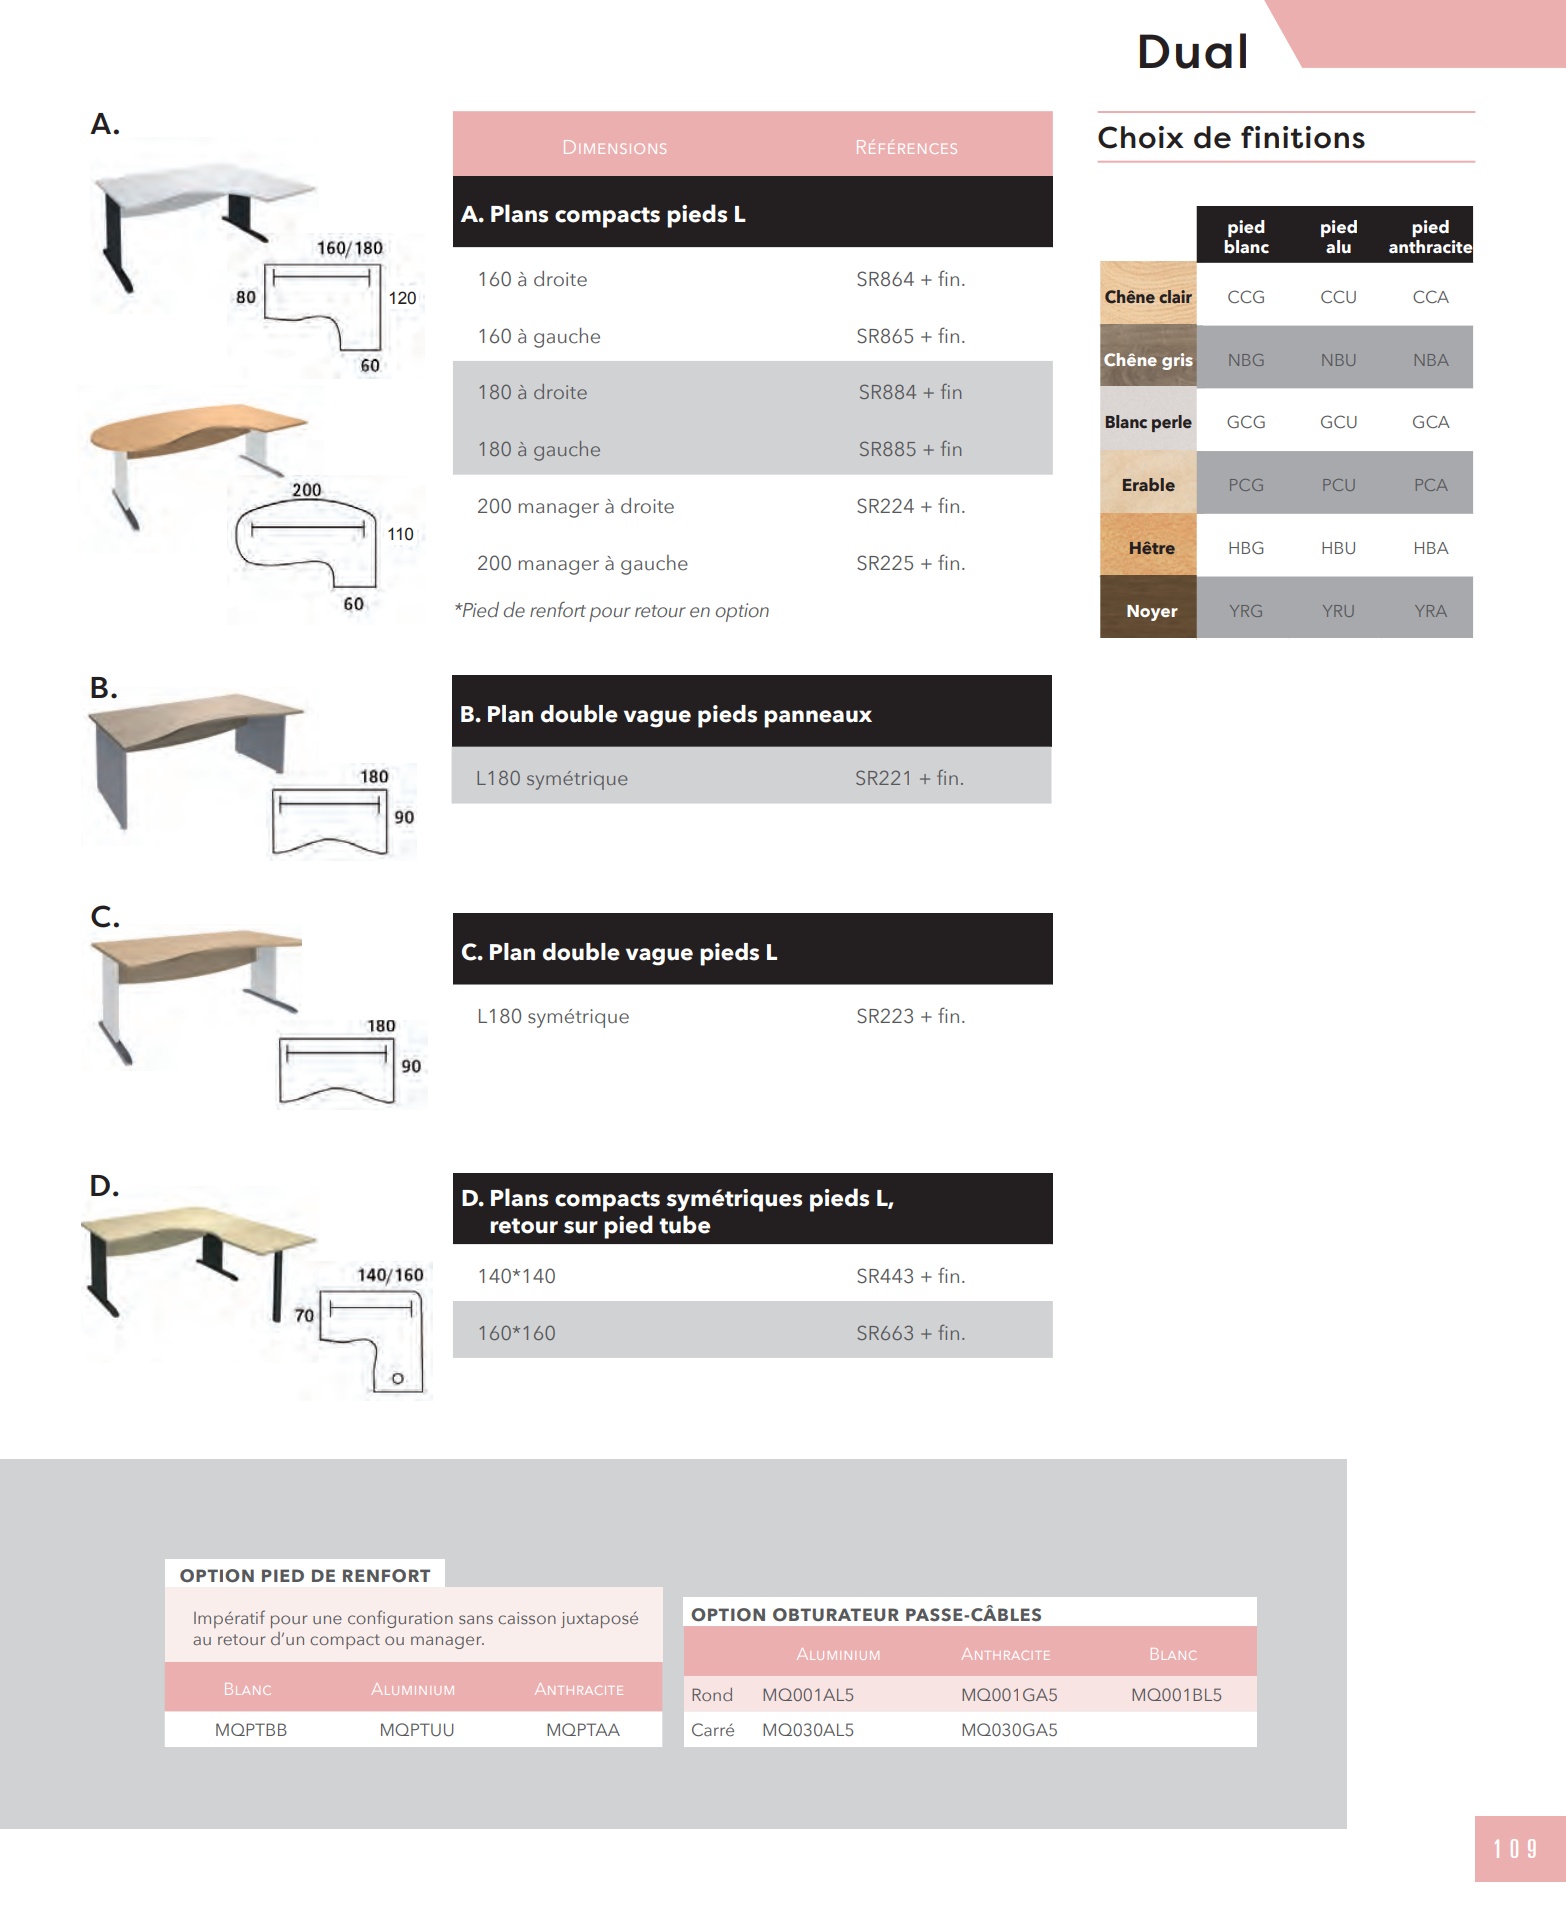 Dual
A.
160/180
80
120
60
200
110
60
DIMENSIONS RÉFÉRENCES
A. Plans compacts pieds L
160 à droite SR864 + fin.
160 à gauche SR865 + fin.
180 à droite SR884 + fin
180 à gauche SR885 + fin
200 manager à droite SR224 + fin.
200 manager à gauche SR225 + fin.
*Pied de renfort pour retour en option
Choix de finitions
pied blanc pied alu pied anthracite
Chêne clair CCG CCU CCA
Chêne gris NBG NBU NBA
Blanc perle GCG GCU GCA
Erable PCG PCU PCA
Hêtre HBG HBU HBA
Noyer YRG YRU YRA
B.
180
90
B. Plan double vague pieds panneaux
L180 symétrique SR221 + fin.
C.
180
90
C. Plan double vague pieds L
L180 symétrique SR223 + fin.
D.
140/160
70
D. Plans compacts symétriques pieds L,
retour sur pied tube
140*140 SR443 + fin.
160*160 SR663 + fin.
OPTION PIED DE RENFORT
Impératif pour une configuration sans caisson juxtaposé
au retour d'un compact ou manager.
BLANC ALUMINIUM ANTHRACITE
MQPTBB MQPTUU MQPTAA
OPTION OBTURATEUR PASSE-CÂBLES
ALUMINIUM ANTHRACITE BLANC
Rond MQ001AL5 MQ001GA5 MQ001BL5
Carré MQ030AL5 MQ030GA5
109